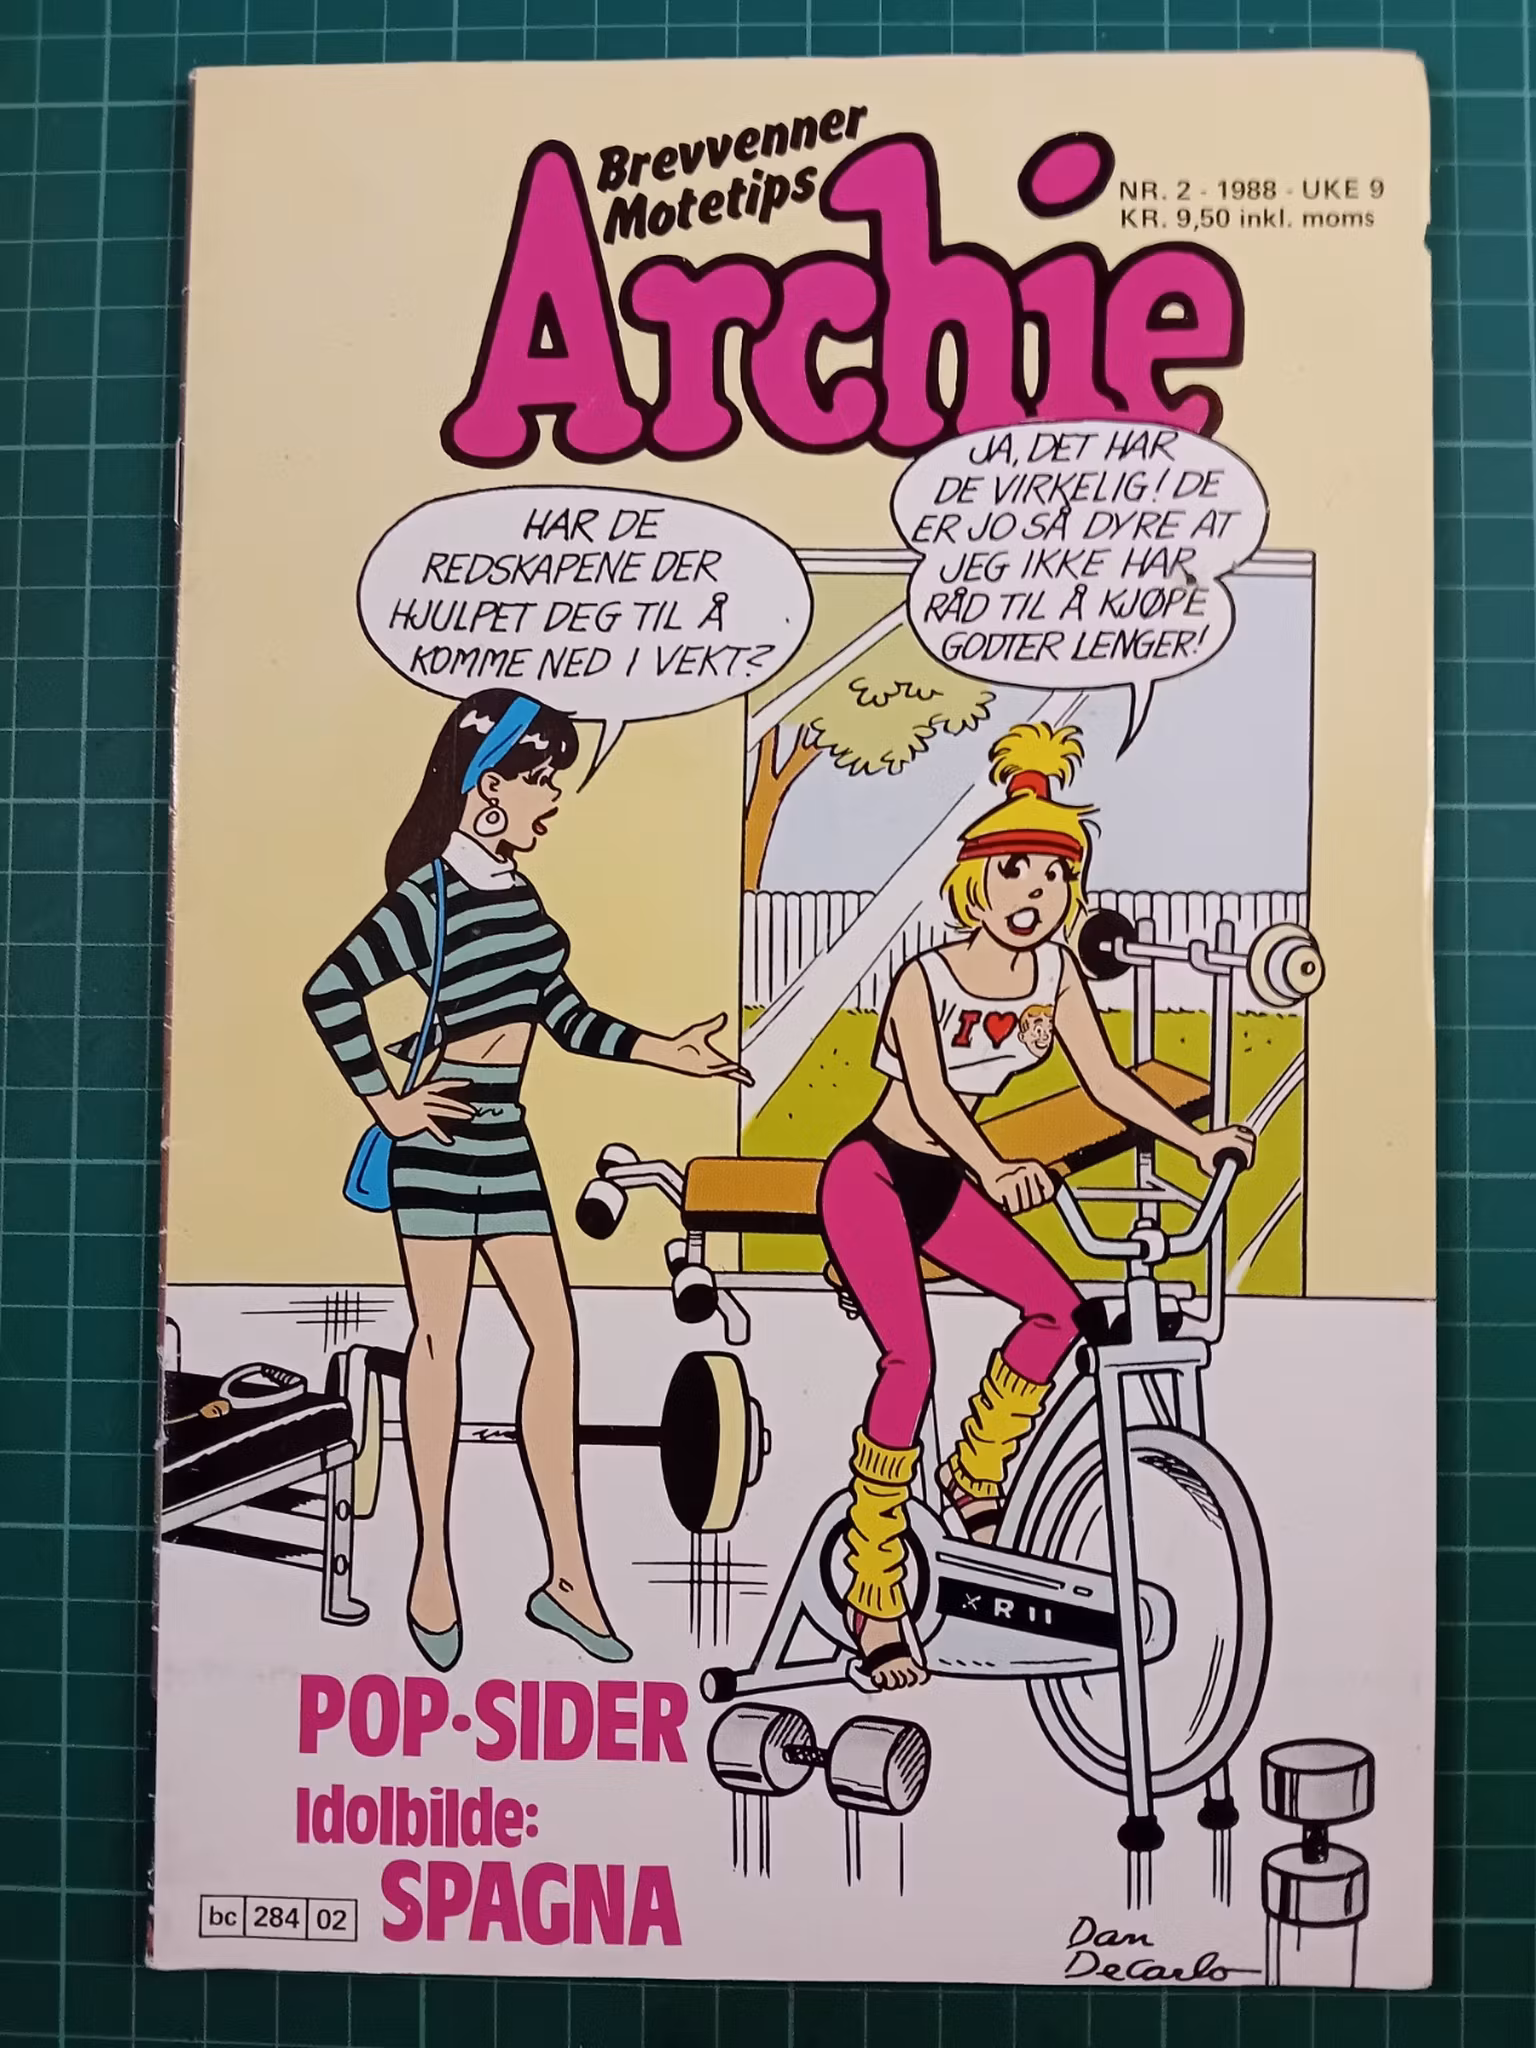 Brevvenner
Motetips
Archie
NR. 2 - 1988 - UKE 9
KR. 9,50 inkl. moms
HAR DE
REDSKAPENE DER
HJULPET DEG TIL Å
KOMME NED I VEKT?
JA, DET HAR
DE VIRKELIG! DE
ER JO SÅ DYRE AT
JEG IKKE HAR
RÅD TIL Å KJØPE
GODTER LENGER!
I ♥
XR11
POP·SIDER
Idolbilde:
SPAGNA
bc 284 02
Dan
DeCarlo